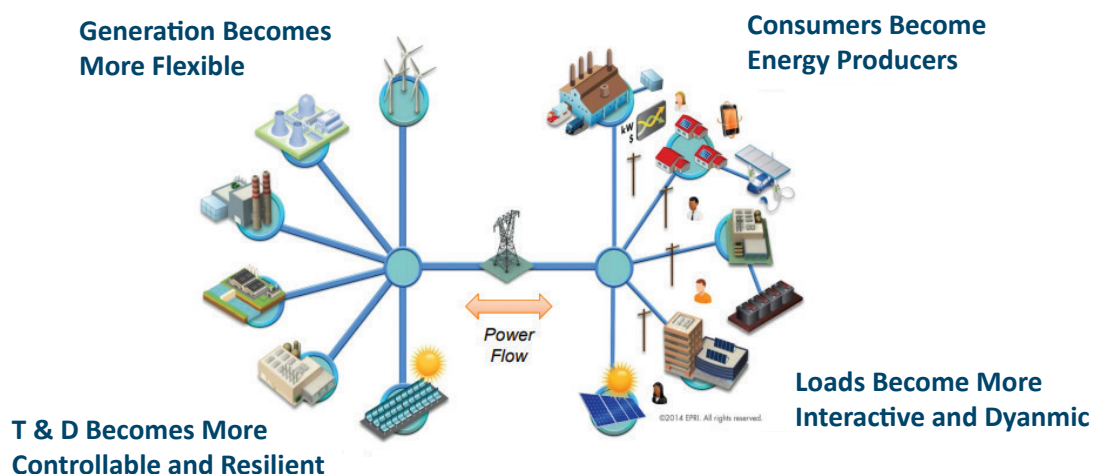 Generation Becomes
More Flexible
Consumers Become
Energy Producers
kW
$
Power
Flow
©2014 EPRI. All rights reserved.
Loads Become More
Interactive and Dyanmic
T & D Becomes More
Controllable and Resilient